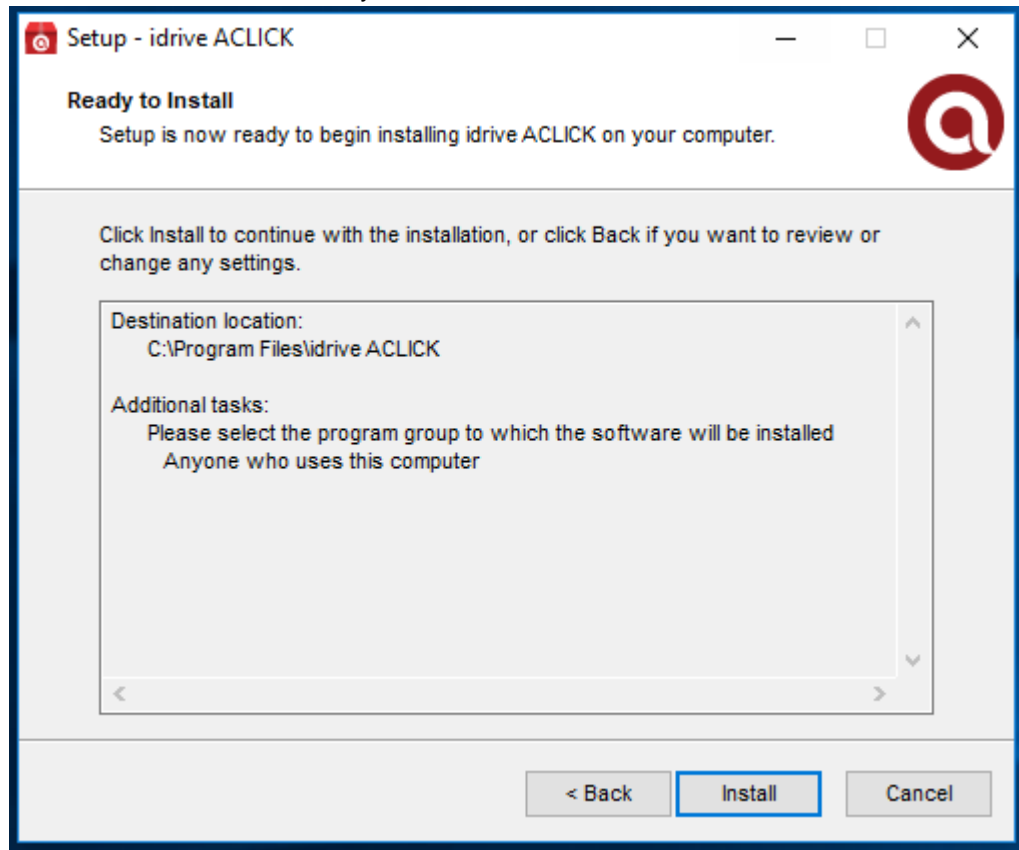 Setup - idrive ACLICK
Ready to Install
Setup is now ready to begin installing idrive ACLICK on your computer.
Click Install to continue with the installation, or click Back if you want to review or
change any settings.
Destination location:
C:\Program Files\idrive ACLICK
Additional tasks:
Please select the program group to which the software will be installed
Anyone who uses this computer
< Back
Install
Cancel